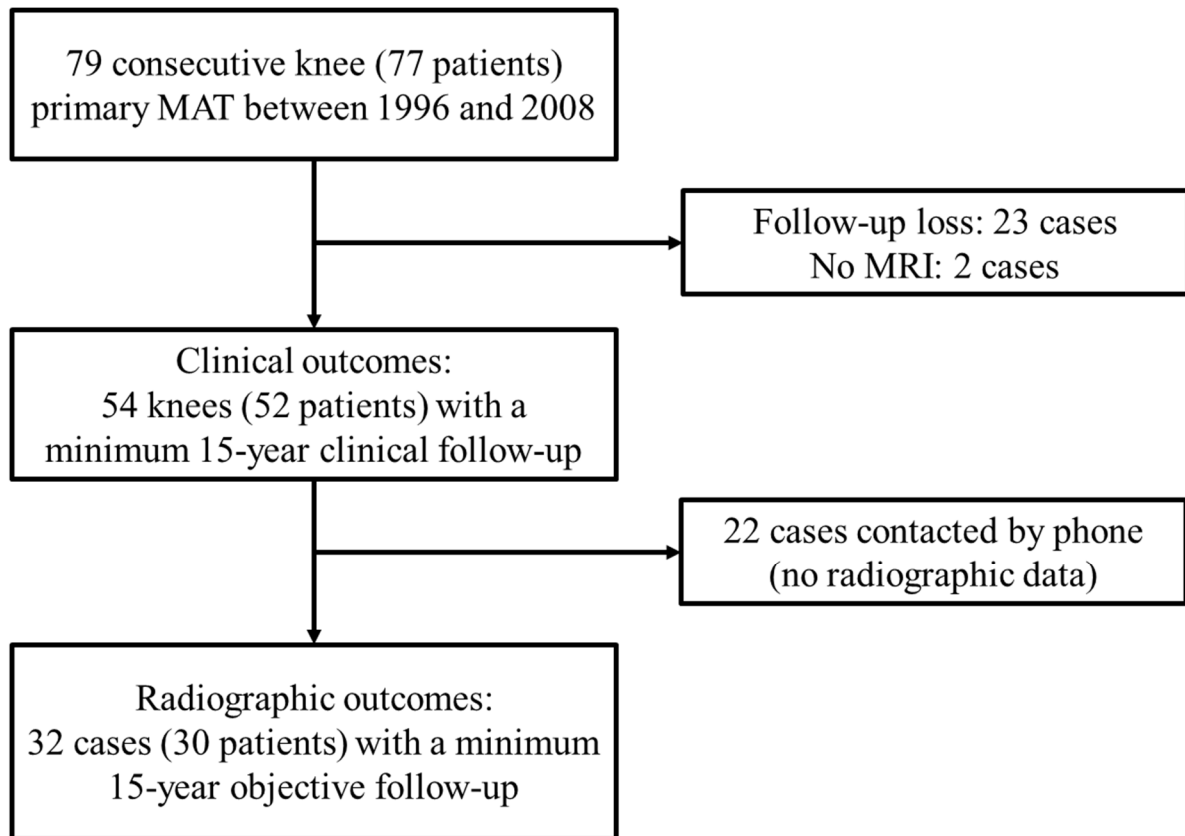 79 consecutive knee (77 patients)
primary MAT between 1996 and 2008
Follow-up loss: 23 cases
No MRI: 2 cases
Clinical outcomes:
54 knees (52 patients) with a
minimum 15-year clinical follow-up
22 cases contacted by phone
(no radiographic data)
Radiographic outcomes:
32 cases (30 patients) with a minimum
15-year objective follow-up